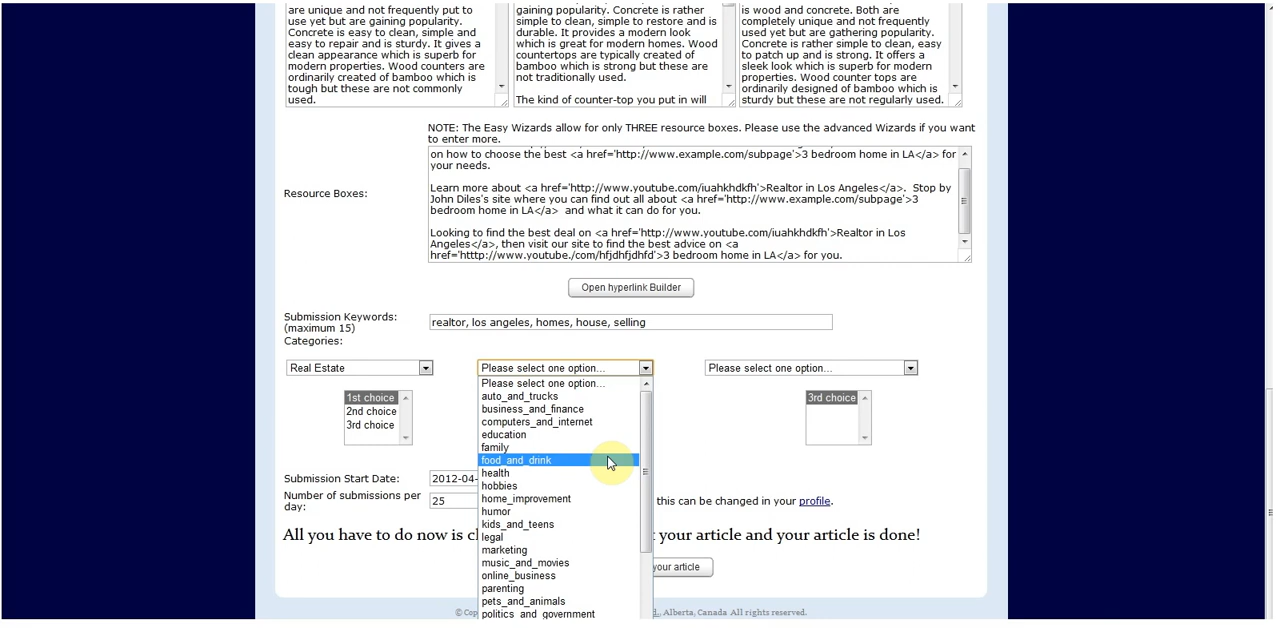 are unique and not frequently put to
use yet but are gaining popularity.
Concrete is easy to clean, simple and
easy to repair and is sturdy. It gives a
clean appearance which is superb for
modern properties. Wood counters are
ordinarily created of bamboo which is
tough but these are not commonly
used.
gaining popularity. Concrete is rather
simple to clean, simple to restore and is
durable. It provides a modern look
which is great for modern homes. Wood
countertops are typically created of
bamboo which is strong but these are
not traditionally used.
The kind of counter-top you put in will
is wood and concrete. Both are
completely unique and not frequently
used yet but are gathering popularity.
Concrete is rather simple to clean, easy
to patch up and is strong. It offers a
sleek look which is superb for modern
properties. Wood counter tops are
ordinarily designed of bamboo which is
sturdy but these are not regularly used.
NOTE: The Easy Wizards allow for only THREE resource boxes. Please use the advanced Wizards if you want
to enter more.
Resource Boxes:
on how to choose the best <a href='http://www.example.com/subpage'>3 bedroom home in LA</a> for
your needs.
Learn more about <a href='http://www.youtube.com/iuahkhdkfh'>Realtor in Los Angeles</a>.  Stop by
John Diles's site where you can find out all about <a href='http://www.example.com/subpage'>3
bedroom home in LA</a>  and what it can do for you.
Looking to find the best deal on <a href='http://www.youtube.com/iuahkhdkfh'>Realtor in Los
Angeles</a>, then visit our site to find the best advice on <a
href='htttp://www.youtube./com/hfjdhfjdhfd'>3 bedroom home in LA</a> for you.
Open hyperlink Builder
Submission Keywords:
(maximum 15)
realtor, los angeles, homes, house, selling
Categories:
Real Estate
Please select one option...
Please select one option...
1st choice
2nd choice
3rd choice
Please select one option...
auto_and_trucks
business_and_finance
computers_and_internet
education
family
food_and_drink
health
hobbies
home_improvement
humor
kids_and_teens
legal
marketing
music_and_movies
online_business
parenting
pets_and_animals
politics_and_government
3rd choice
Submission Start Date:
2012-04-
Number of submissions per
day:
25
this can be changed in your profile.
All you have to do now is
your article and your article is done!
your article
Alberta, Canada All rights reserved.